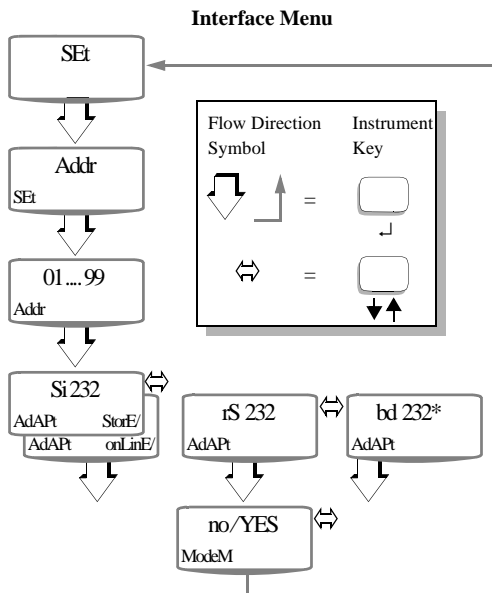 Interface Menu
SEt
Flow Direction Symbol
Instrument Key
=
=
Addr
SEt
01 .... 99
Addr
Si 232
AdAPt StorE/
AdAPt onLinE/
rS 232
AdAPt
bd 232*
AdAPt
no/YES
ModeM